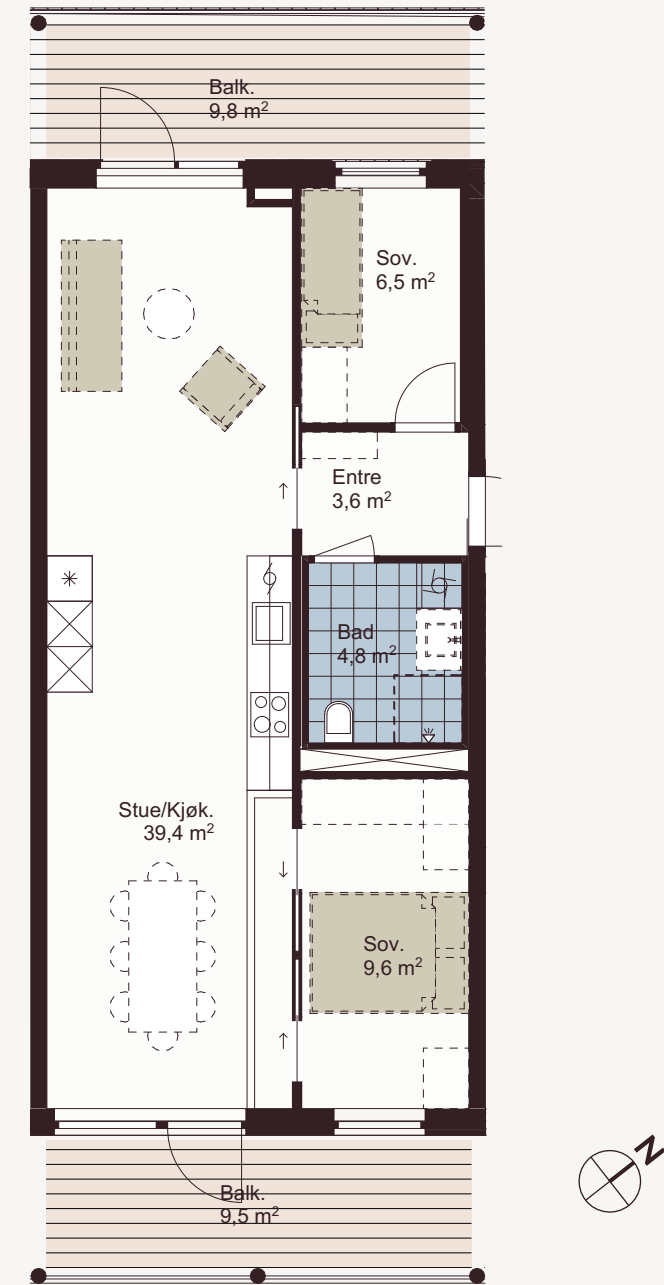 Balk.
9,8 m²
Sov.
6,5 m²
Entre
3,6 m²
Bad
4,8 m²
Stue/Kjøk.
39,4 m²
Sov.
9,6 m²
Balk.
9,5 m²
N